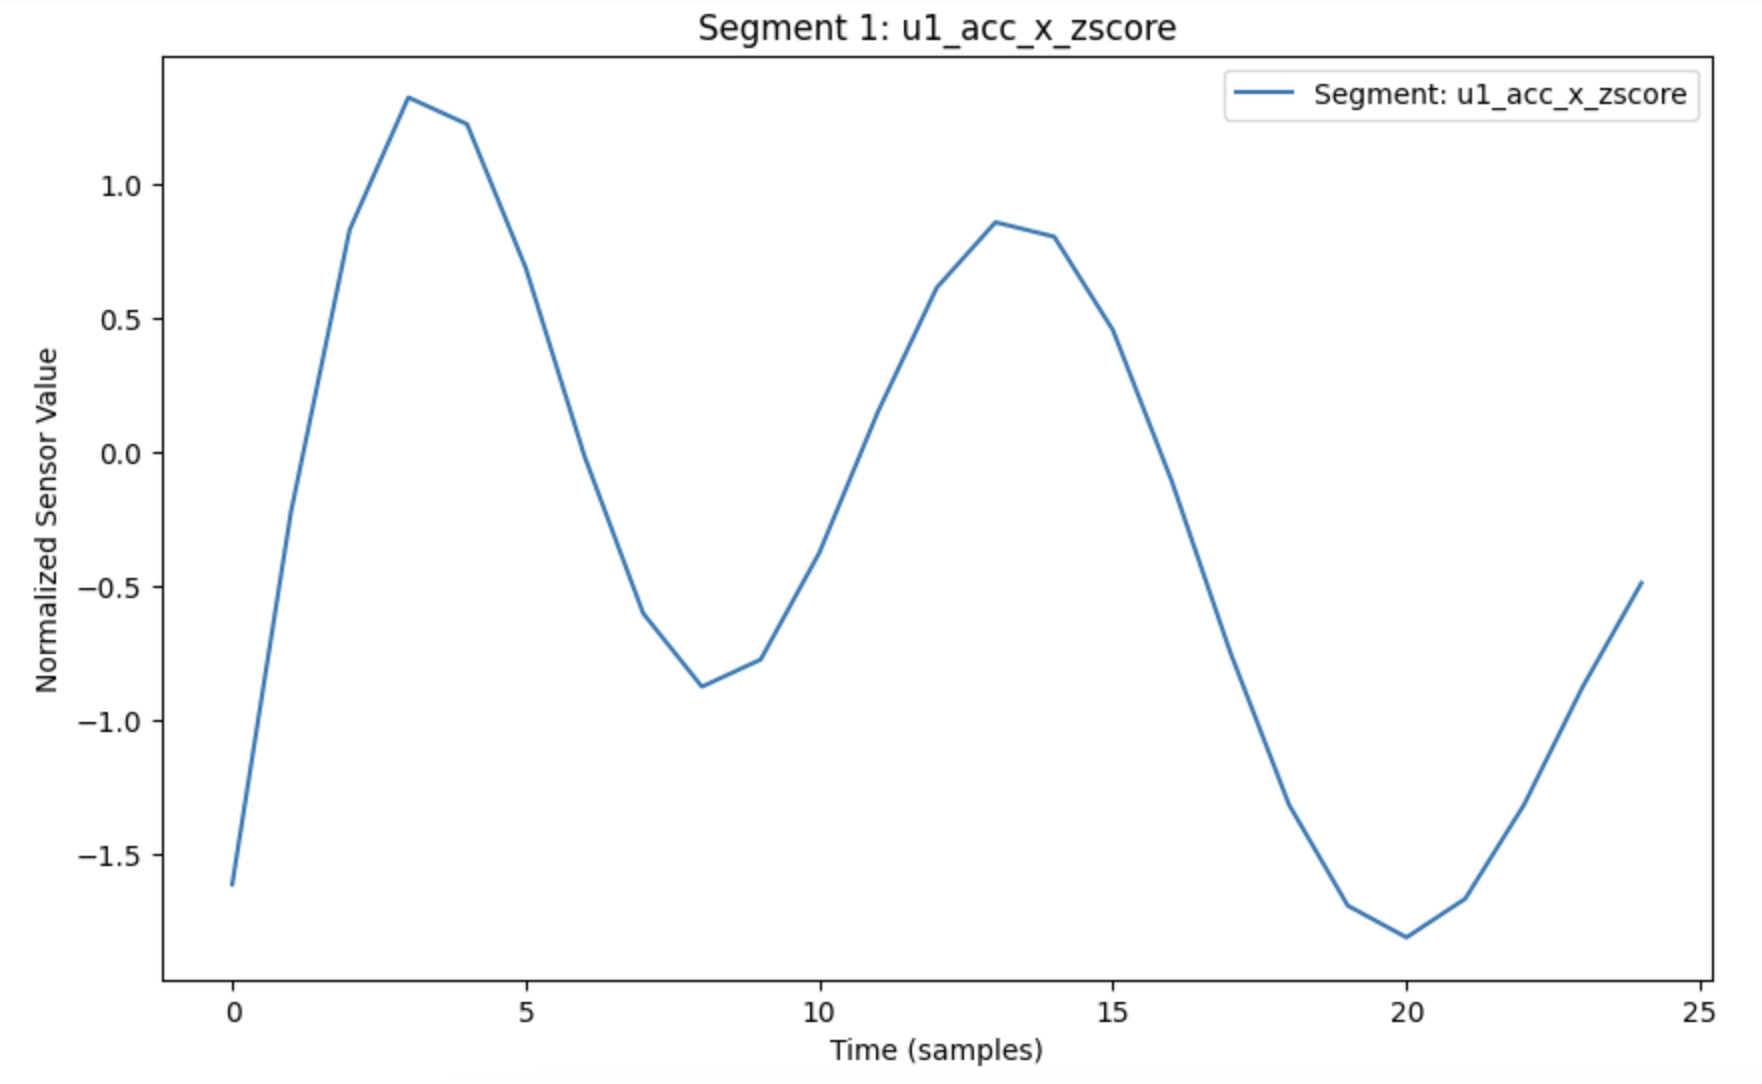 Segment 1: u1_acc_x_zscore
Segment: u1_acc_x_zscore
Normalized Sensor Value
1.0
0.5
0.0
−0.5
−1.0
−1.5
0 5 10 15 20 25
Time (samples)